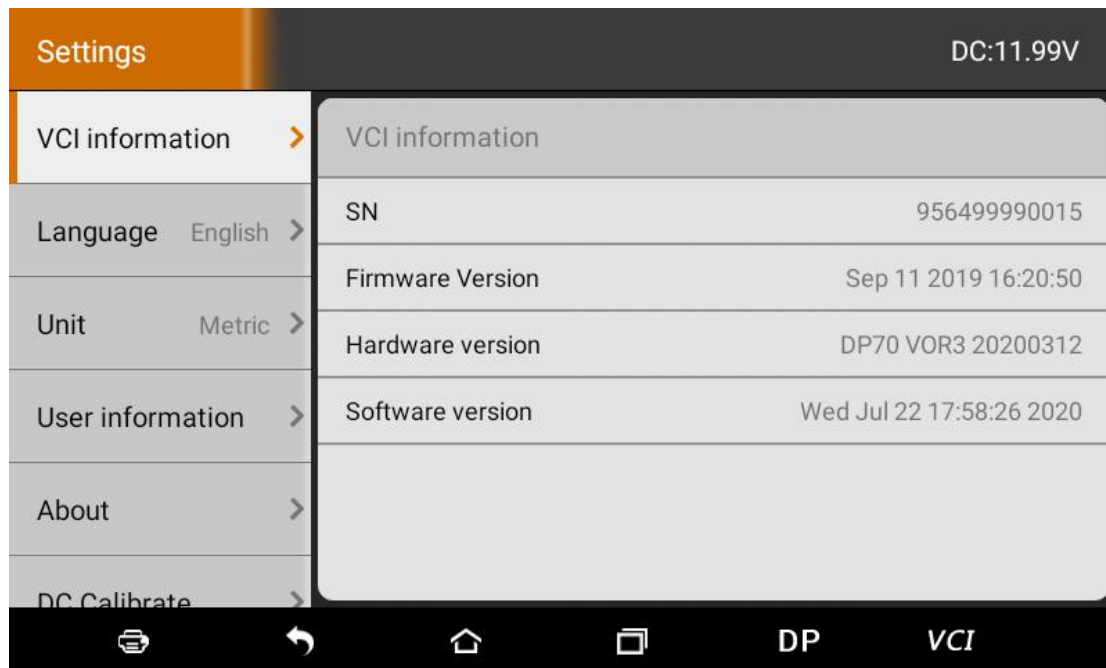 Settings
DC:11.99V
VCI information
Language English
Unit Metric
User information
About
DC Calibrate
VCI information
SN 956499990015
Firmware Version Sep 11 2019 16:20:50
Hardware version DP70 VOR3 20200312
Software version Wed Jul 22 17:58:26 2020
DP
VCI